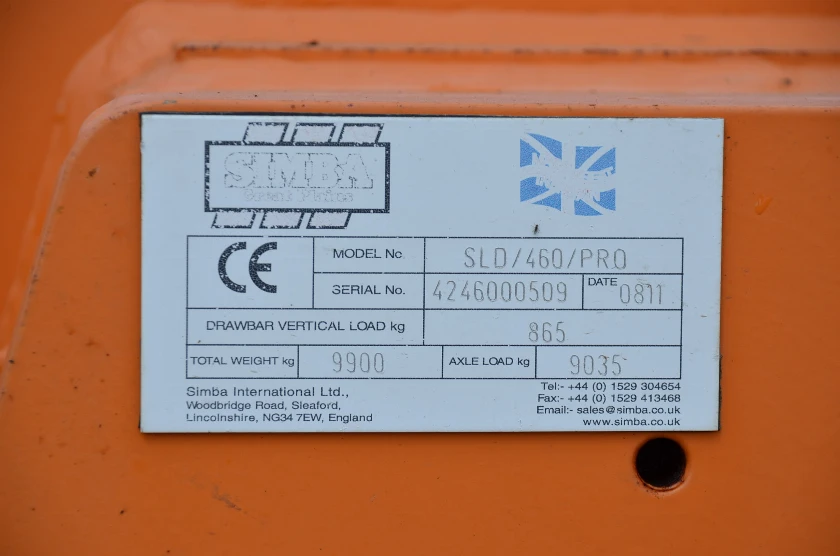 SIMBA
CE
MODEL No SLD/460/PRO
SERIAL No. 4246000509 DATE 0811
DRAWBAR VERTICAL LOAD kg 865
TOTAL WEIGHT kg 9900 AXLE LOAD kg 9035
Simba International Ltd.,
Woodbridge Road, Sleaford,
Lincolnshire, NG34 7EW, England
Tel:- +44 (0) 1529 304654
Fax:- +44 (0) 1529 413468
Email:- sales@simba.co.uk
www.simba.co.uk